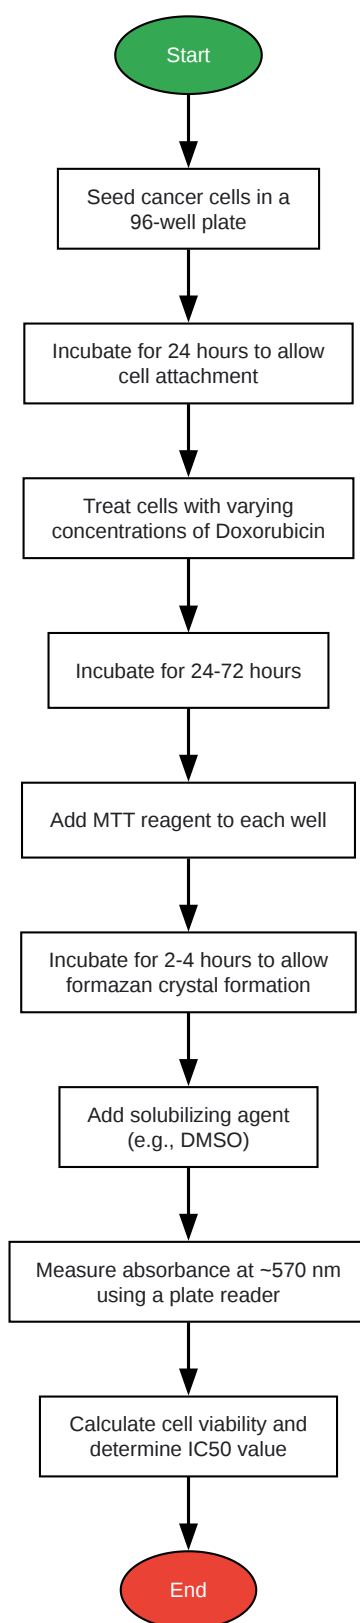 Start
Seed cancer cells in a
96-well plate
Incubate for 24 hours to allow
cell attachment
Treat cells with varying
concentrations of Doxorubicin
Incubate for 24-72 hours
Add MTT reagent to each well
Incubate for 2-4 hours to allow
formazan crystal formation
Add solubilizing agent
(e.g., DMSO)
Measure absorbance at ~570 nm
using a plate reader
Calculate cell viability and
determine IC50 value
End